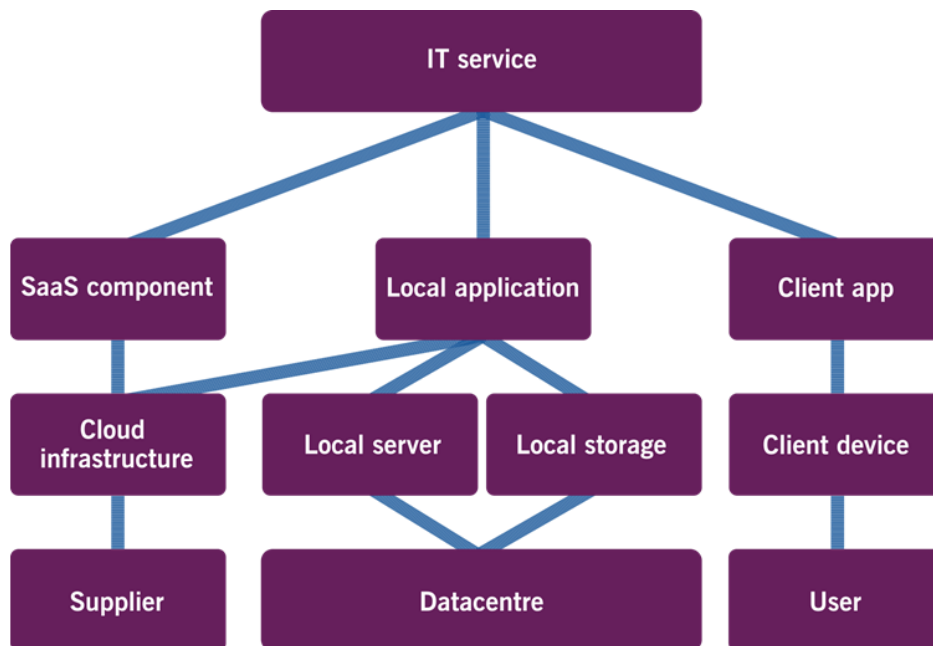 IT service
SaaS component
Local application
Client app
Cloud
infrastructure
Local server
Local storage
Client device
Supplier
Datacentre
User